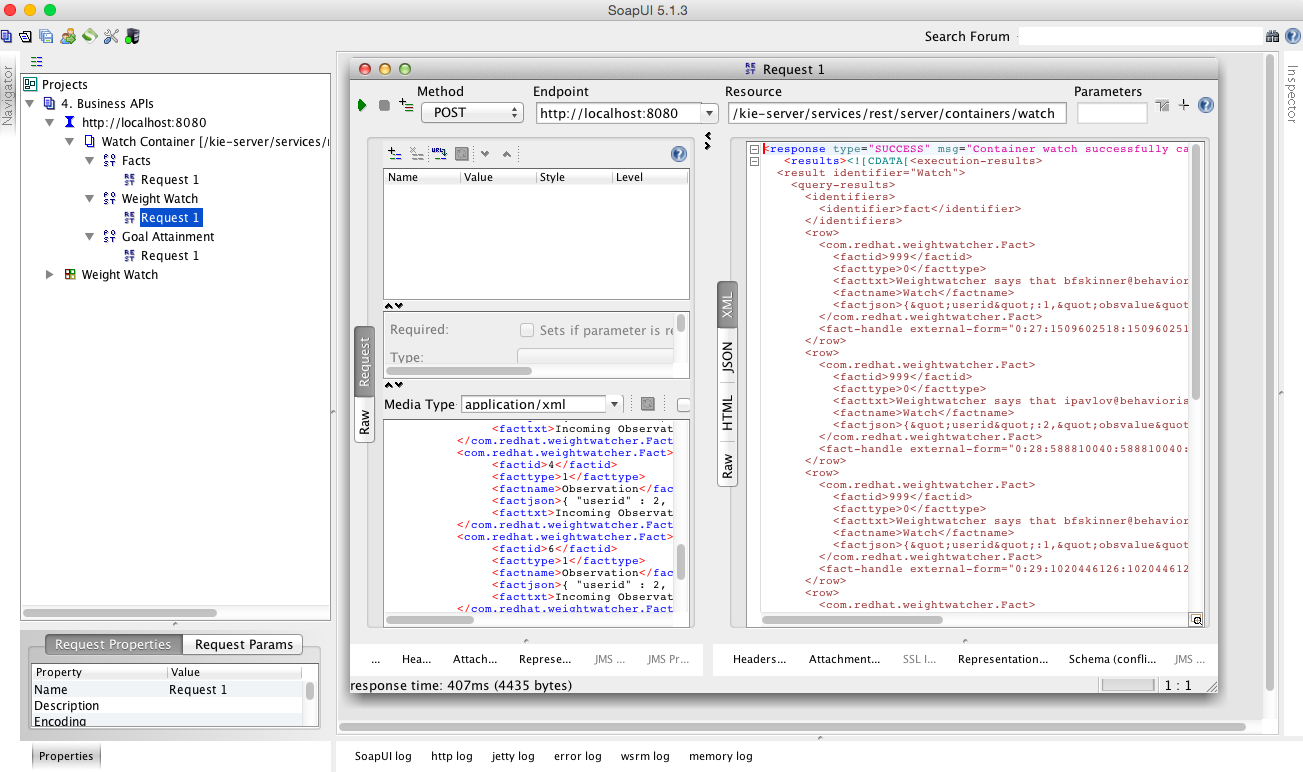 SoapUI 5.1.3
Search Forum
Navigator
Projects
4. Business APIs
http://localhost:8080
Watch Container [/kie-server/services/r
Facts
Request 1
Weight Watch
Request 1
Goal Attainment
Request 1
Weight Watch
Request Properties
Request Params
Property Value
Name Request 1
Description
Encoding
Properties
Request 1
Method Endpoint Resource Parameters
POST http://localhost:8080 /kie-server/services/rest/server/containers/watch
Request
Raw
Name Value Style Level
Required: Sets if parameter is re
Type:
Media Type application/xml
<facttxt>Incoming Observat
</com.redhat.weightwatcher.Fact
<com.redhat.weightwatcher.Fact>
<factid>4</factid>
<facttype>1</facttype>
<factname>Observation</fac
<factjson>{ "userid" : 2,
<facttxt>Incoming Observat
</com.redhat.weightwatcher.Fact
<com.redhat.weightwatcher.Fact>
<factid>6</factid>
<facttype>1</facttype>
<factname>Observation</fac
<factjson>{ "userid" : 2,
<facttxt>Incoming Observat
</com.redhat.weightwatcher.Fact
XML
JSON
HTML
Raw
<response type="SUCCESS" msg="Container watch successfully ca
<results><![CDATA[<execution-results>
<result identifier="Watch">
<query-results>
<identifiers>
<identifier>fact</identifier>
</identifiers>
<row>
<com.redhat.weightwatcher.Fact>
<factid>999</factid>
<facttype>0</facttype>
<facttxt>Weightwatcher says that bfskinner@behavior
<factname>Watch</factname>
<factjson>{&quot;userid&quot;:1,&quot;obsvalue&quot
</com.redhat.weightwatcher.Fact>
<fact-handle external-form="0:27:1509602518:150960251
</row>
<row>
<com.redhat.weightwatcher.Fact>
<factid>999</factid>
<facttype>0</facttype>
<facttxt>Weightwatcher says that ipavlov@behavioris
<factname>Watch</factname>
<factjson>{&quot;userid&quot;:2,&quot;obsvalue&quot
</com.redhat.weightwatcher.Fact>
<fact-handle external-form="0:28:588810040:588810040:
</row>
<row>
<com.redhat.weightwatcher.Fact>
<factid>999</factid>
<facttype>0</facttype>
<facttxt>Weightwatcher says that bfskinner@behavior
<factname>Watch</factname>
<factjson>{&quot;userid&quot;:1,&quot;obsvalue&quot
</com.redhat.weightwatcher.Fact>
<fact-handle external-form="0:29:1020446126:102044612
</row>
<row>
<com.redhat.weightwatcher.Fact>
... Hea... Attach... Represe... JMS ... JMS Pr...
Headers... Attachment... SSL I... Representation... Schema (confli... JMS ...
response time: 407ms (4435 bytes)
1 : 1
Inspector
SoapUI log http log jetty log error log wsrm log memory log